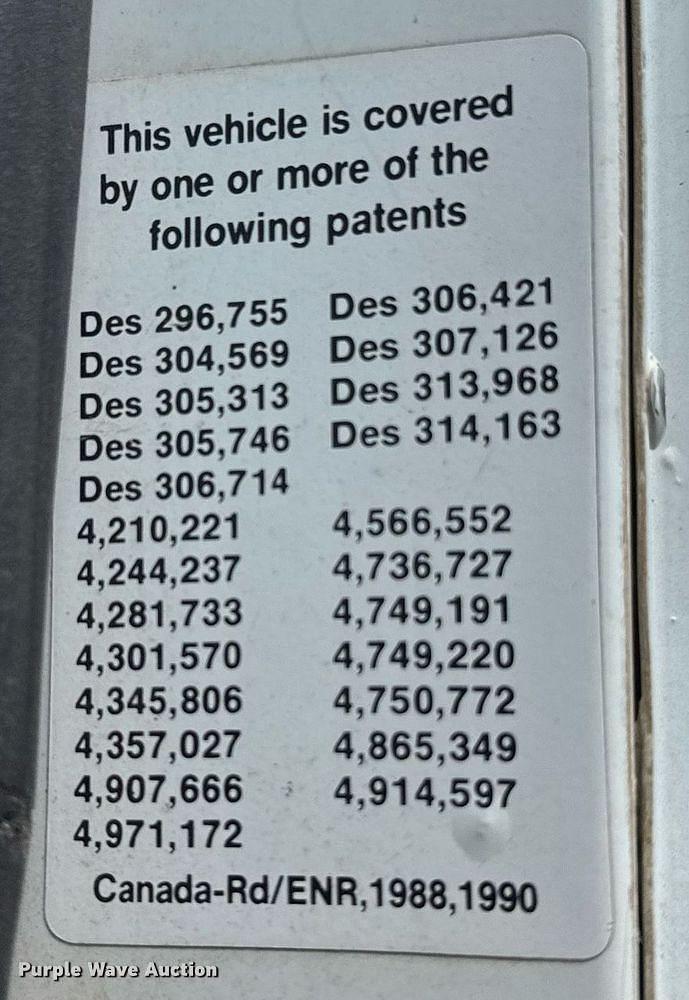 This vehicle is covered
by one or more of the
following patents
Des 296,755 Des 306,421
Des 304,569 Des 307,126
Des 305,313 Des 313,968
Des 305,746 Des 314,163
Des 306,714
4,210,221 4,566,552
4,244,237 4,736,727
4,281,733 4,749,191
4,301,570 4,749,220
4,345,806 4,750,772
4,357,027 4,865,349
4,907,666 4,914,597
4,971,172
Canada-Rd/ENR,1988,1990
Purple Wave Auction